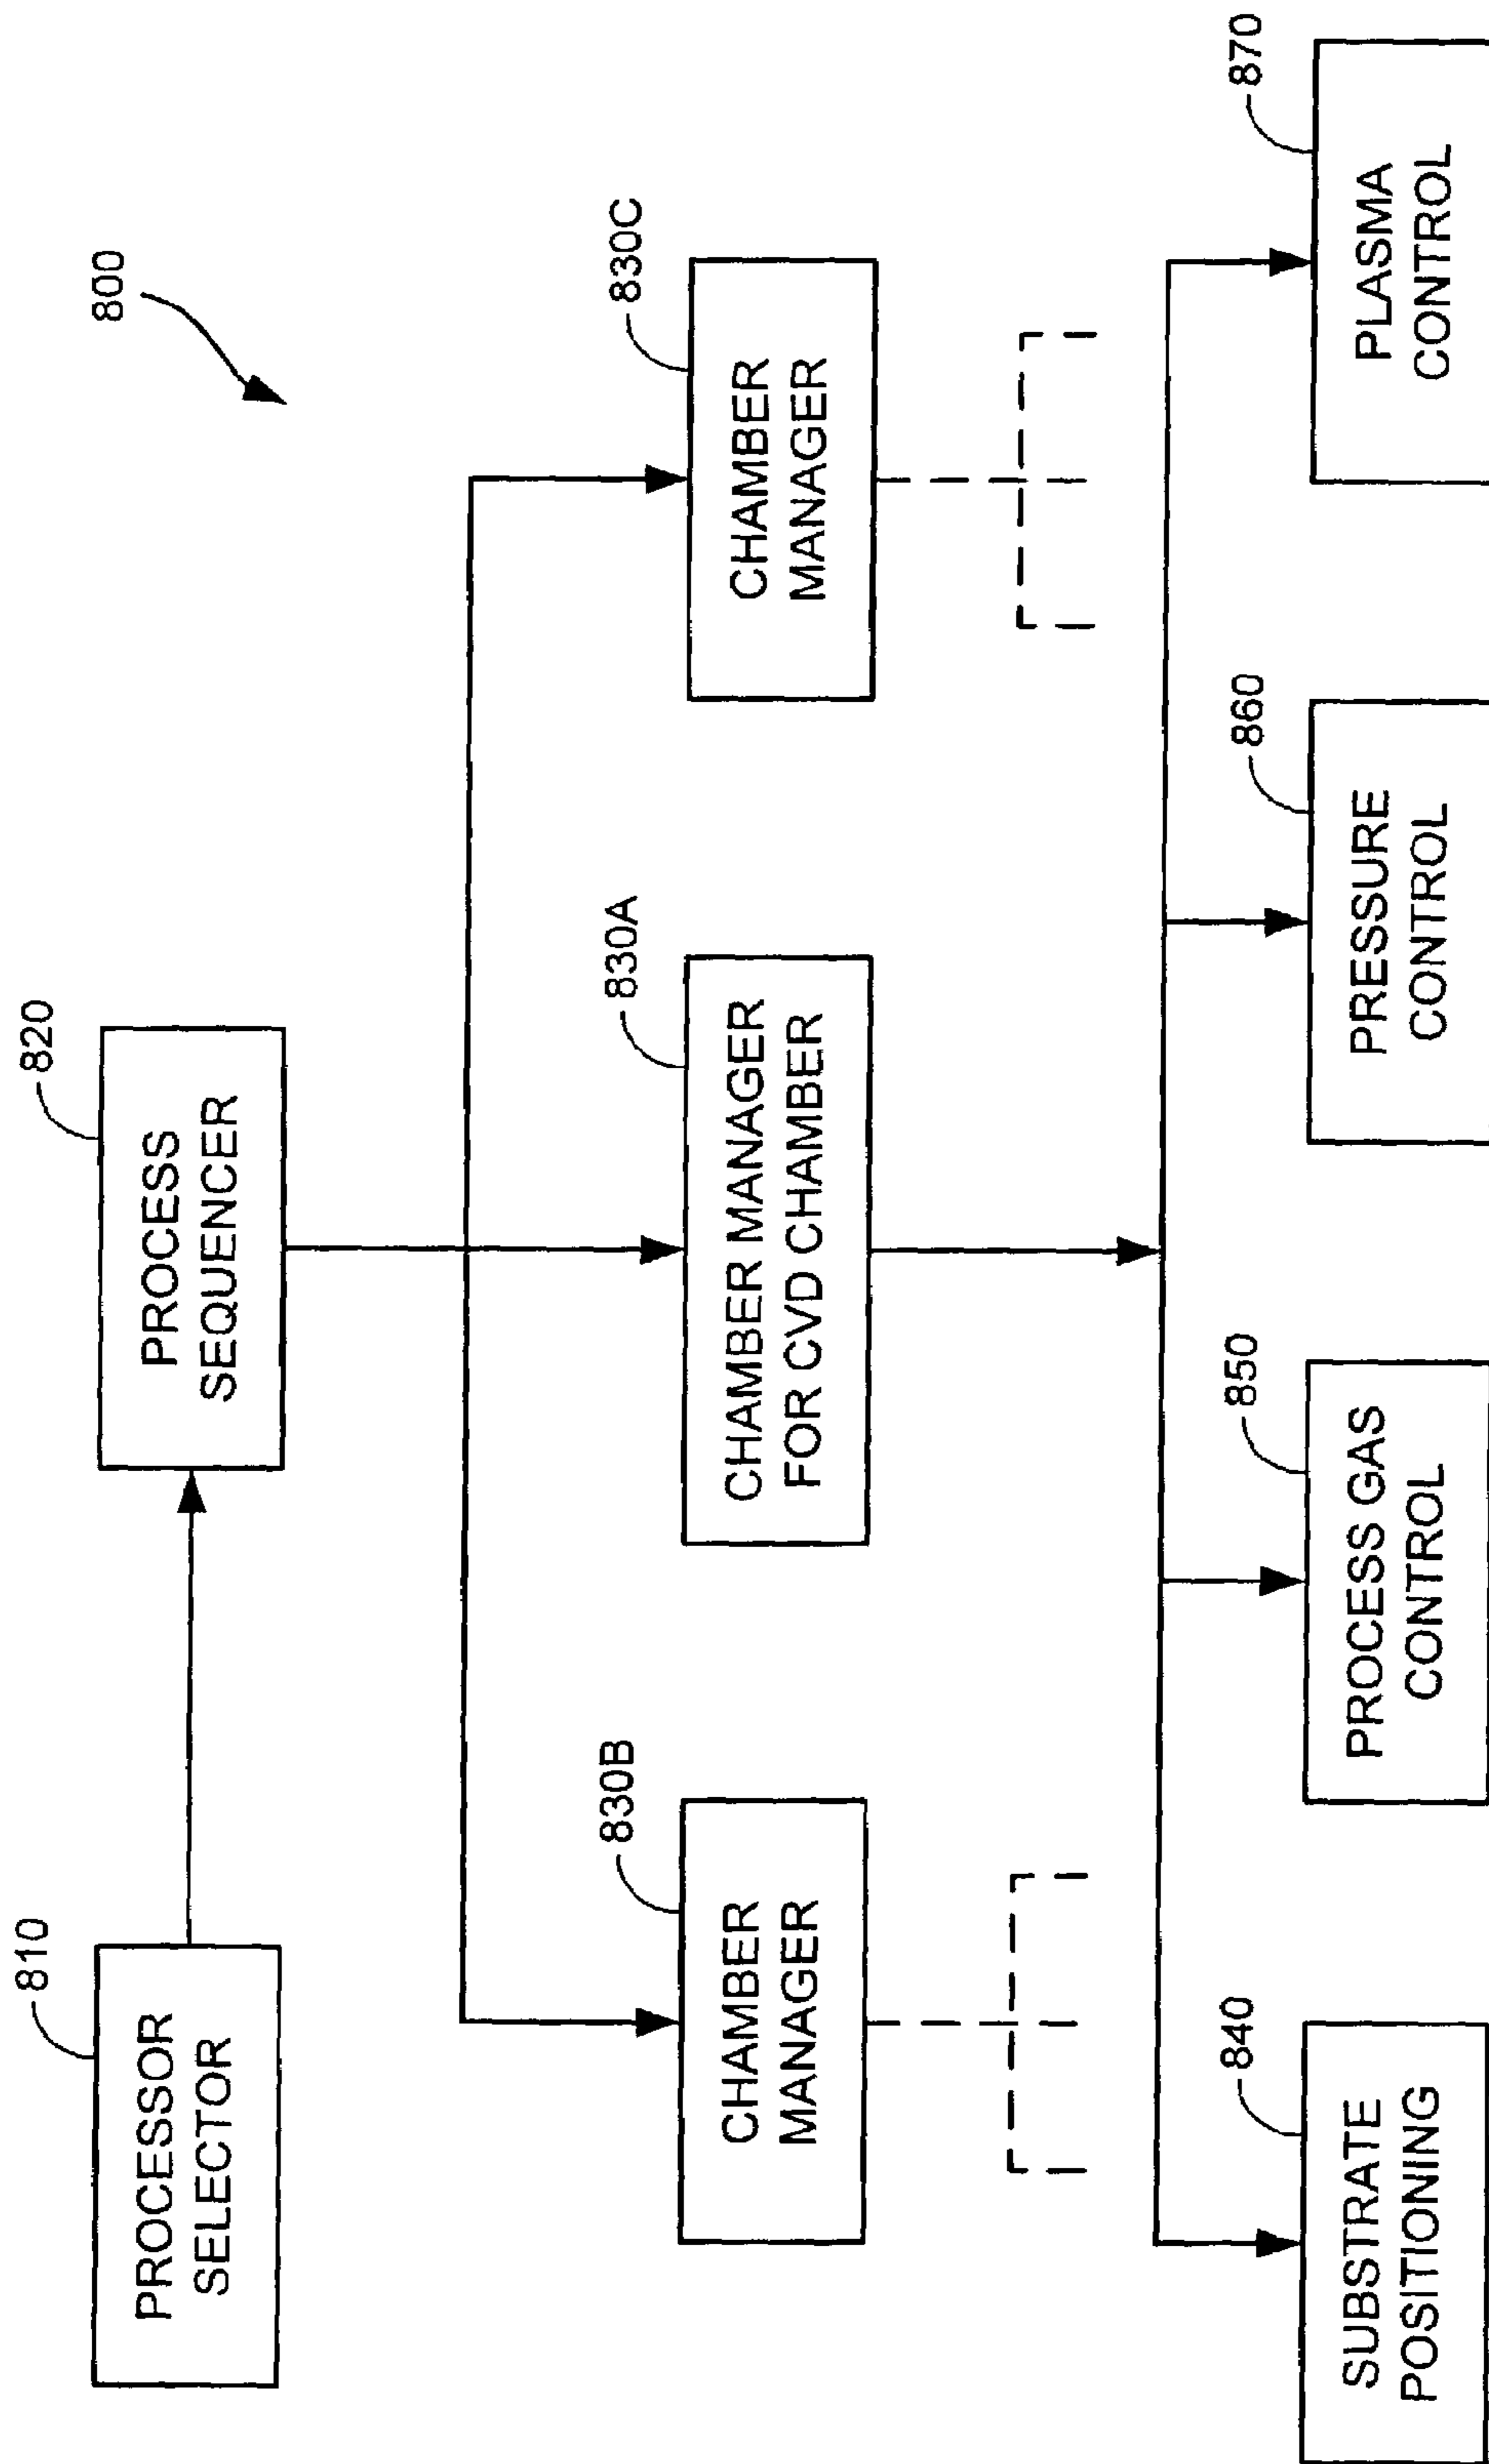 800
810
PROCESSOR
SELECTOR
820
PROCESS
SEQUENCER
830B
CHAMBER
MANAGER
830A
CHAMBER MANAGER
FOR CVD CHAMBER
830C
CHAMBER
MANAGER
840
SUBSTRATE
POSITIONING
850
PROCESS GAS
CONTROL
860
PRESSURE
CONTROL
870
PLASMA
CONTROL